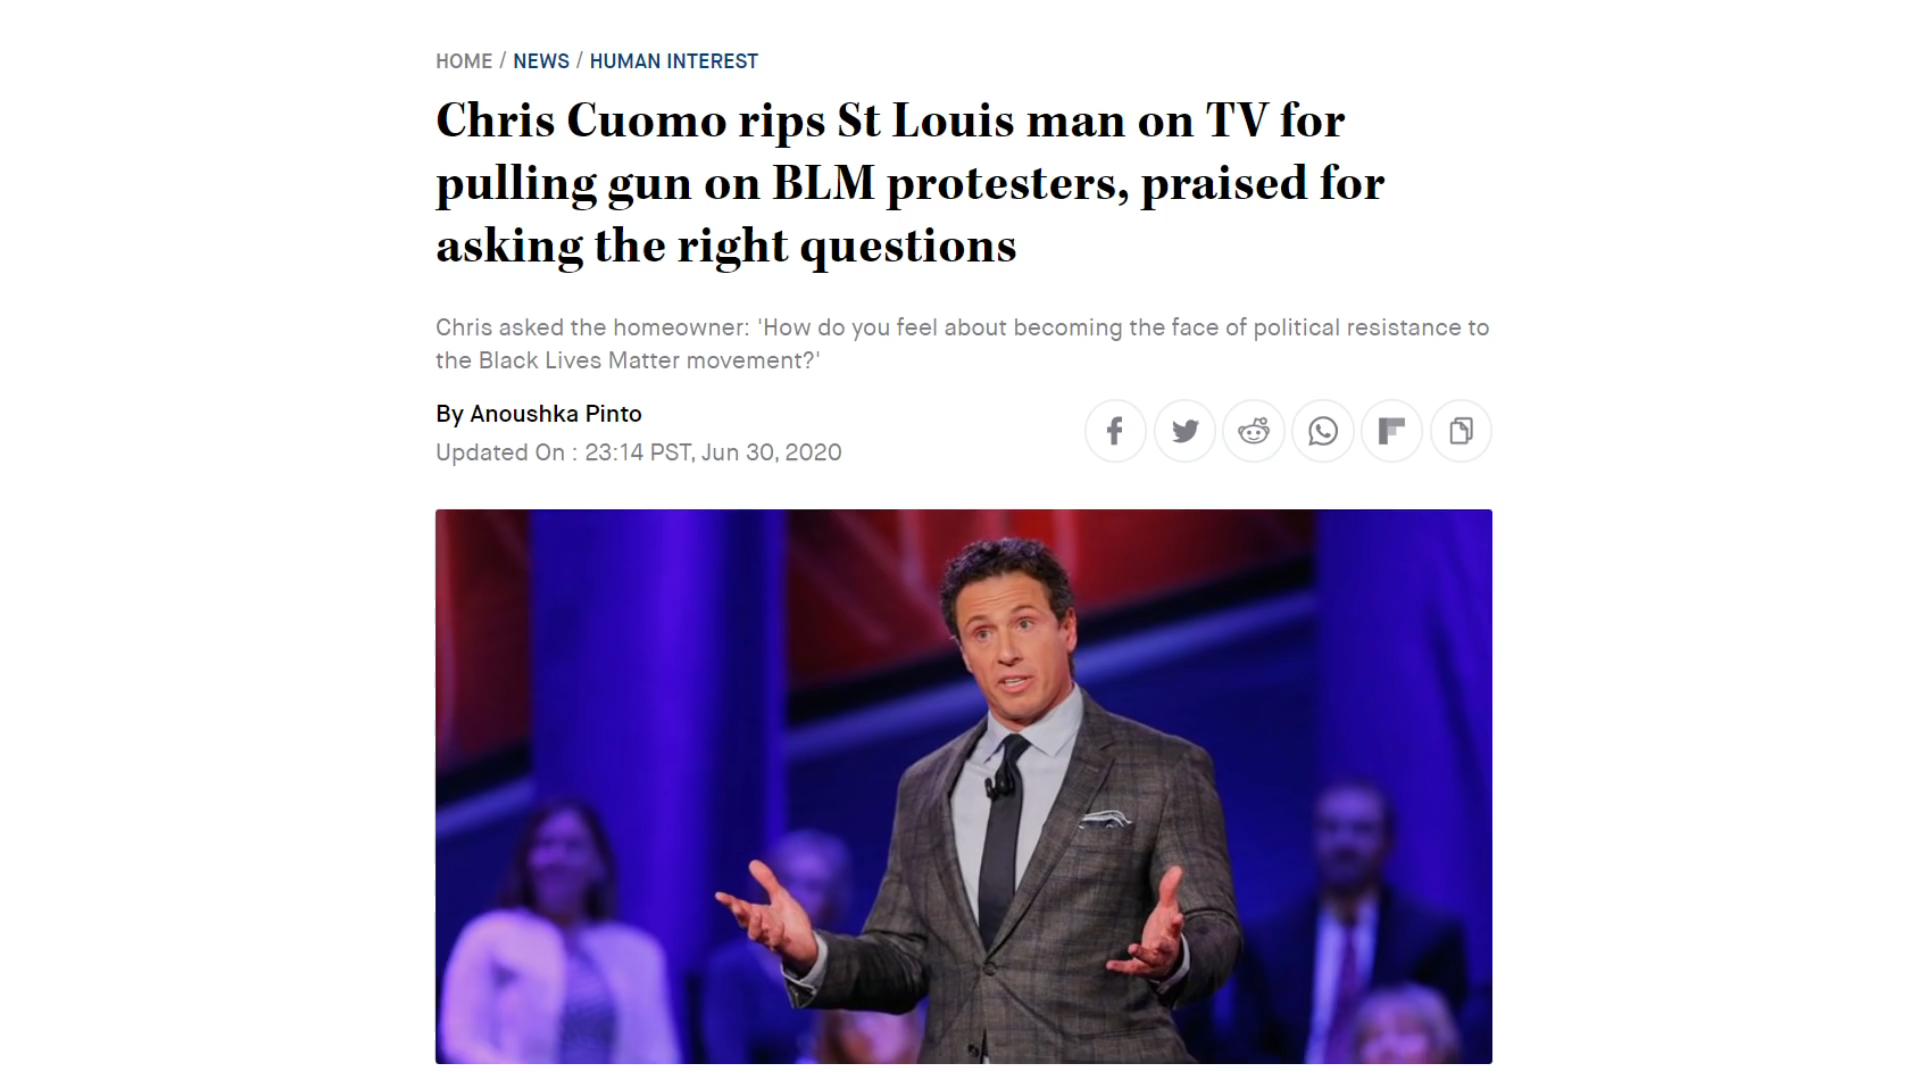 HOME / NEWS / HUMAN INTEREST
Chris Cuomo rips St Louis man on TV for
pulling gun on BLM protesters, praised for
asking the right questions
Chris asked the homeowner: 'How do you feel about becoming the face of political resistance to
the Black Lives Matter movement?'
By Anoushka Pinto
Updated On : 23:14 PST, Jun 30, 2020